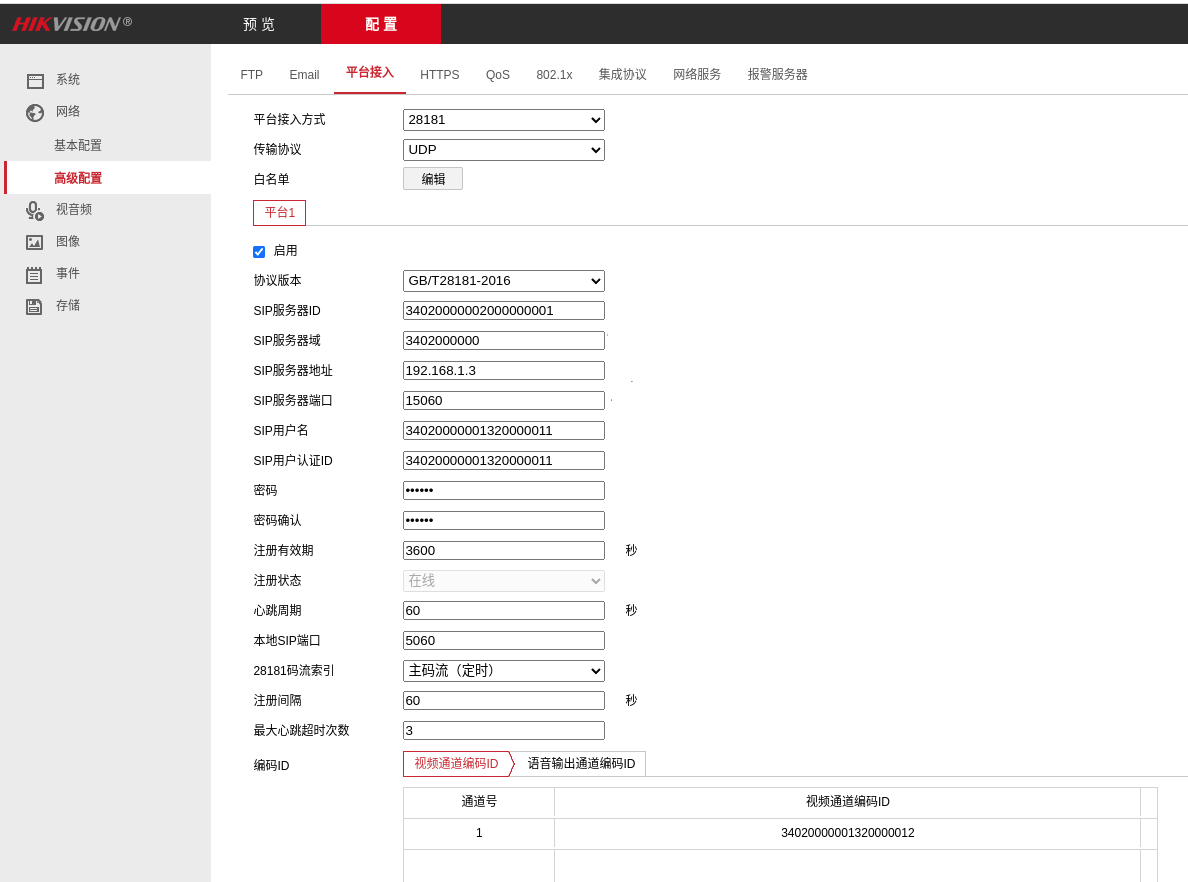 HIKVISION®
预 览
配 置
系统
网络
基本配置
高级配置
视音频
图像
事件
存储
FTP Email 平台接入 HTTPS QoS 802.1x 集成协议 网络服务 报警服务器
平台接入方式 28181
传输协议 UDP
白名单 编辑
平台1
启用
协议版本 GB/T28181-2016
SIP服务器ID 34020000002000000001
SIP服务器域 3402000000
SIP服务器地址 192.168.1.3
SIP服务器端口 15060
SIP用户名 34020000001320000011
SIP用户认证ID 34020000001320000011
密码 ••••••
密码确认 ••••••
注册有效期 3600 秒
注册状态 在线
心跳周期 60 秒
本地SIP端口 5060
28181码流索引 主码流（定时）
注册间隔 60 秒
最大心跳超时次数 3
编码ID 视频通道编码ID 语音输出通道编码ID
通道号 视频通道编码ID
1 34020000001320000012